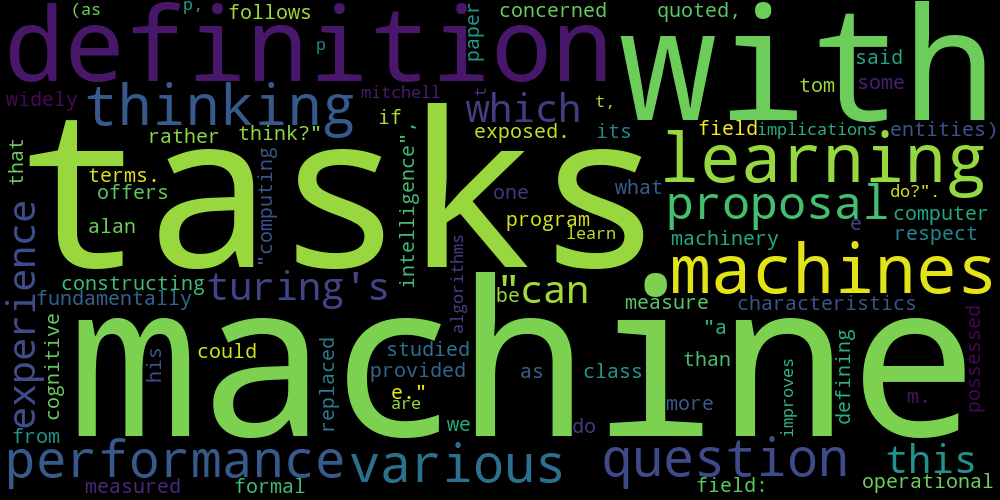 (as p, follows concerned quoted,
definition with
p paper said
widely thinking mitchell t which t, tom some
that rather think?" if exposed. its field implications entities)
tasks learning
terms. offers one what do?".
alan "computing intelligence", program learn proposal e computer
machinery respect
experience constructing turing's algorithms be "can machines
fundamentally measure characteristics
machine
cognitive his could replaced studied "a defining possessed
provided as class than
e." are more improves m.
from we do
performance various question this
measured formal field: operational